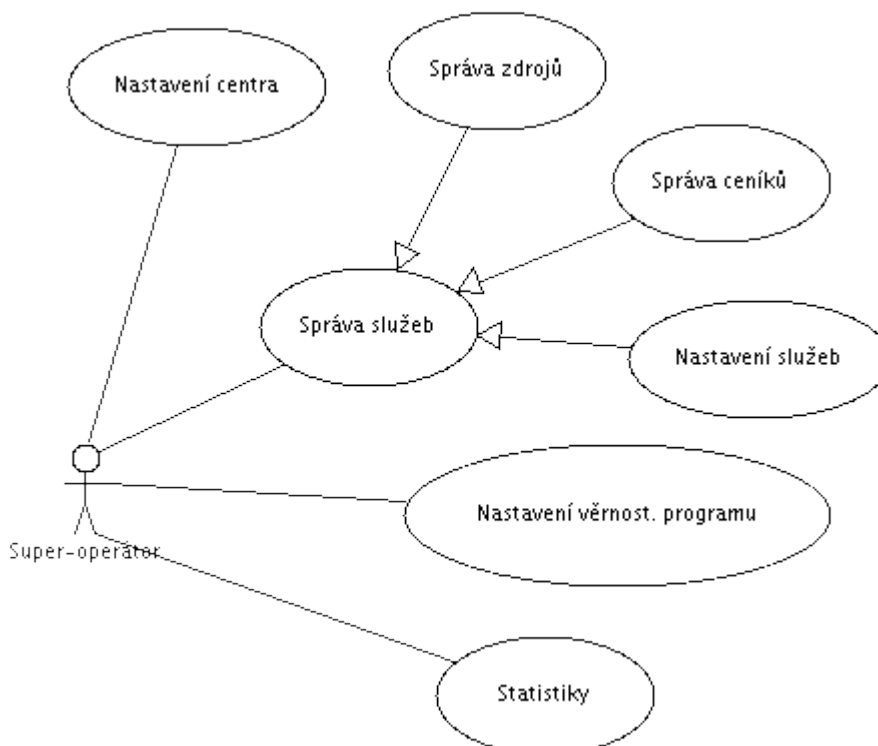 Správa zdrojů
Nastavení centra
Správa ceníků
Správa služeb
Nastavení služeb
Nastavení věrnost. programu
Super-operátor
Statistiky